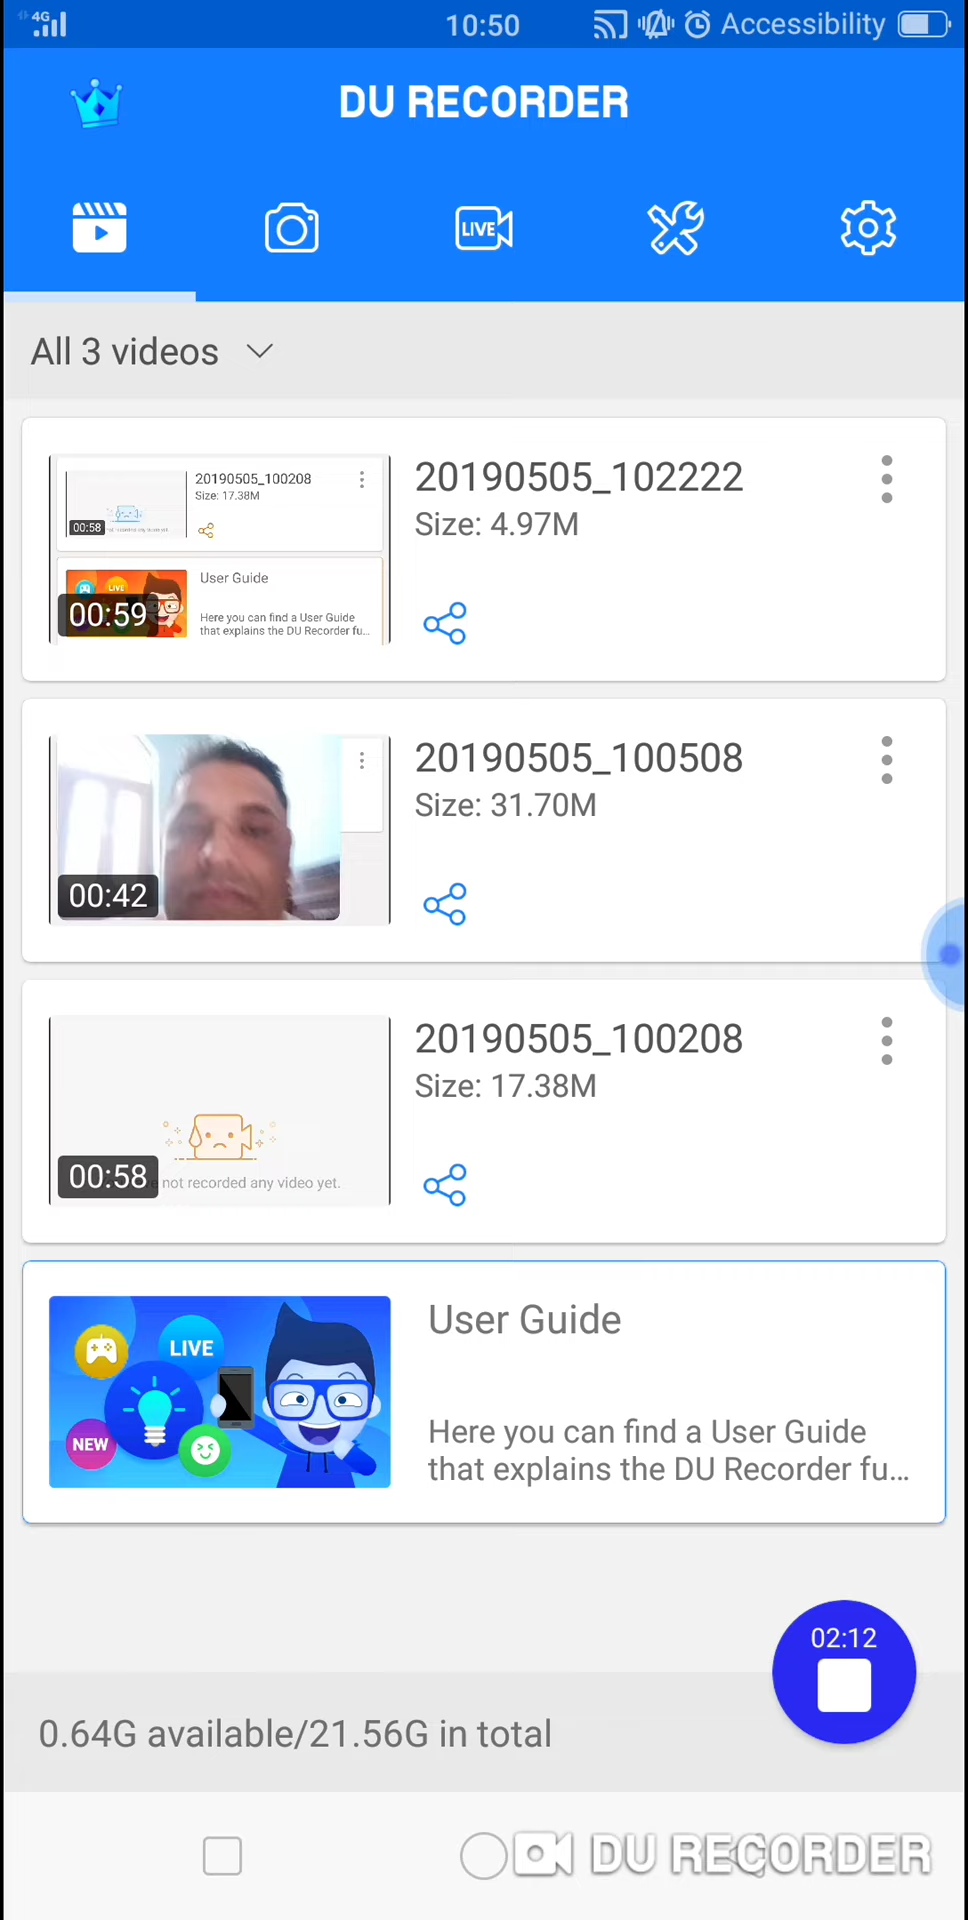 4G
10:50
Accessibility
DU RECORDER
LIVE
All 3 videos
20190505_100208
Size: 17.38M
00:58
User Guide
LIVE
Here you can find a User Guide
that explains the DU Recorder fu...
00:59
20190505_102222
Size: 4.97M
00:42
20190505_100508
Size: 31.70M
00:58
not recorded any video yet.
20190505_100208
Size: 17.38M
LIVE
NEW
User Guide
Here you can find a User Guide
that explains the DU Recorder fu...
02:12
0.64G available/21.56G in total
DU RECORDER